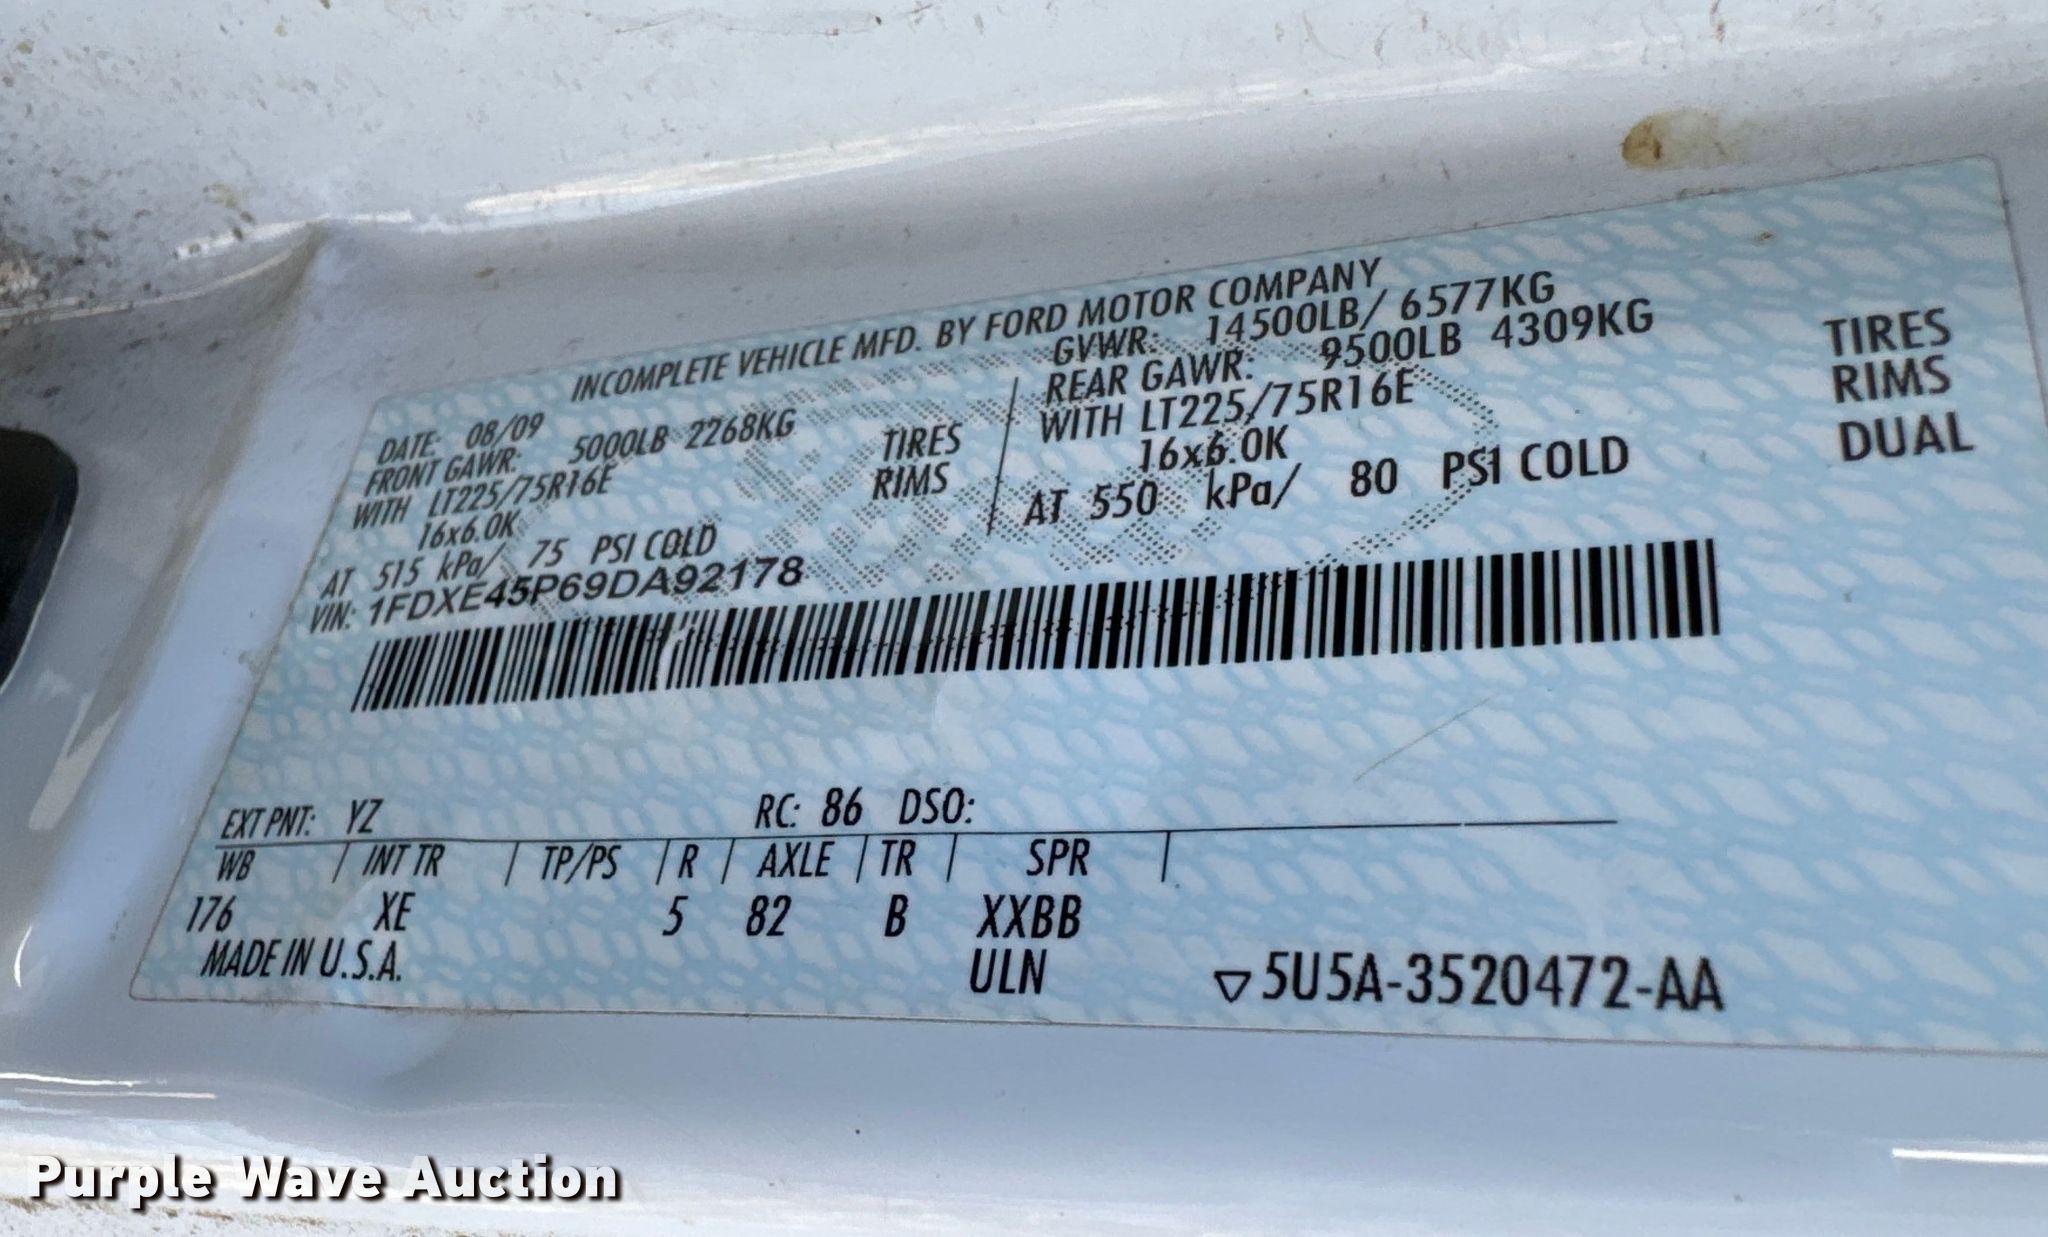 INCOMPLETE VEHICLE MFD. BY FORD MOTOR COMPANY
DATE: 08/09
GVWR: 14500LB/ 6577KG
FRONT GAWR: 5000LB 2268KG
REAR GAWR: 9500LB 4309KG
WITH LT225/75R16E TIRES
WITH LT225/75R16E TIRES
16x6.0K RIMS
16x6.0K RIMS
AT 515 kPa/ 75 PSI COLD
AT 550 kPa/ 80 PSI COLD DUAL
VIN: 1FDXE45P69DA92178
EXT PNT: YZ RC: 86 DSO:
WB | INT TR | TP/PS | R | AXLE | TR | SPR |
176 XE 5 82 B XXBB
MADE IN U.S.A. ULN ▽5U5A-3520472-AA
Purple Wave Auction